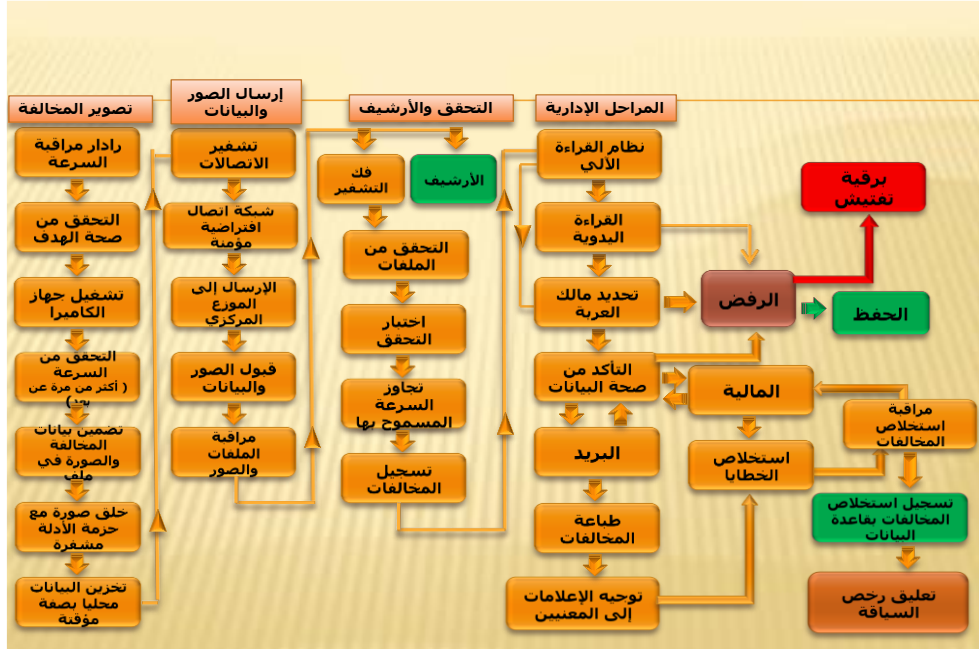 تصوير المخالفة
رادار مراقبة
السرعة
التحقق من
صحة الهدف
تشغيل جهاز
الكاميرا
التحقق من
السرعة
( أكثر من مرة عن
بعد)
تضمين بيانات
المخالفة
والصورة في
ملف
خلق صورة مع
حزمة الأدلة
مشفرة
تخزين البيانات
محليا بصفة
مؤقتة
إرسال الصور
والبيانات
تشفير
الاتصالات
شبكة اتصال
افتراضية
مؤمنة
الإرسال إلى
الموزع
المركزي
قبول الصور
والبيانات
مراقبة
الملفات
والصور
التحقق والأرشيف
فك
التشفير
الأرشيف
التحقق من
الملفات
اختبار
التحقق
تجاوز
السرعة
المسموح بها
تسجيل
المخالفات
المراحل الإدارية
نظام القراءة
الألي
القراءة
اليدوية
تحديد مالك
العربة
التأكد من
صحة البيانات
البريد
طباعة
المخالفات
توجيه الإعلامات
إلى المعنيين
الرفض
برقية
تفتيش
الحفظ
المالية
استخلاص
الخطايا
مراقبة
استخلاص
المخالفات
تسجيل استخلاص
المخالفات بقاعدة
البيانات
تعليق رخص
السياقة